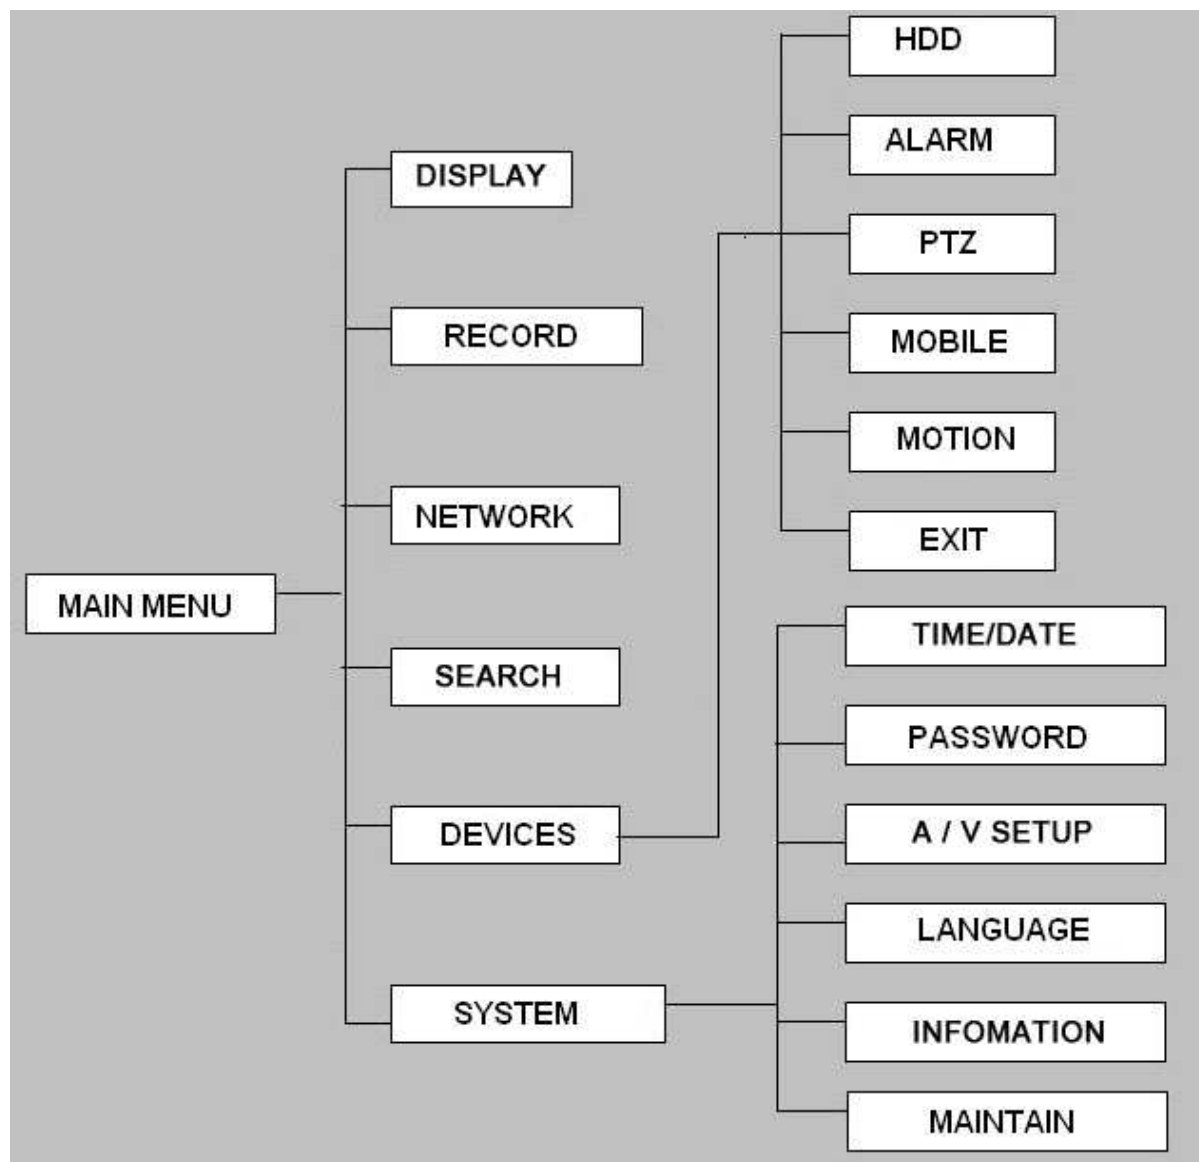 MAIN MENU
DISPLAY
RECORD
NETWORK
SEARCH
DEVICES
SYSTEM
HDD
ALARM
PTZ
MOBILE
MOTION
EXIT
TIME/DATE
PASSWORD
A / V SETUP
LANGUAGE
INFOMATION
MAINTAIN